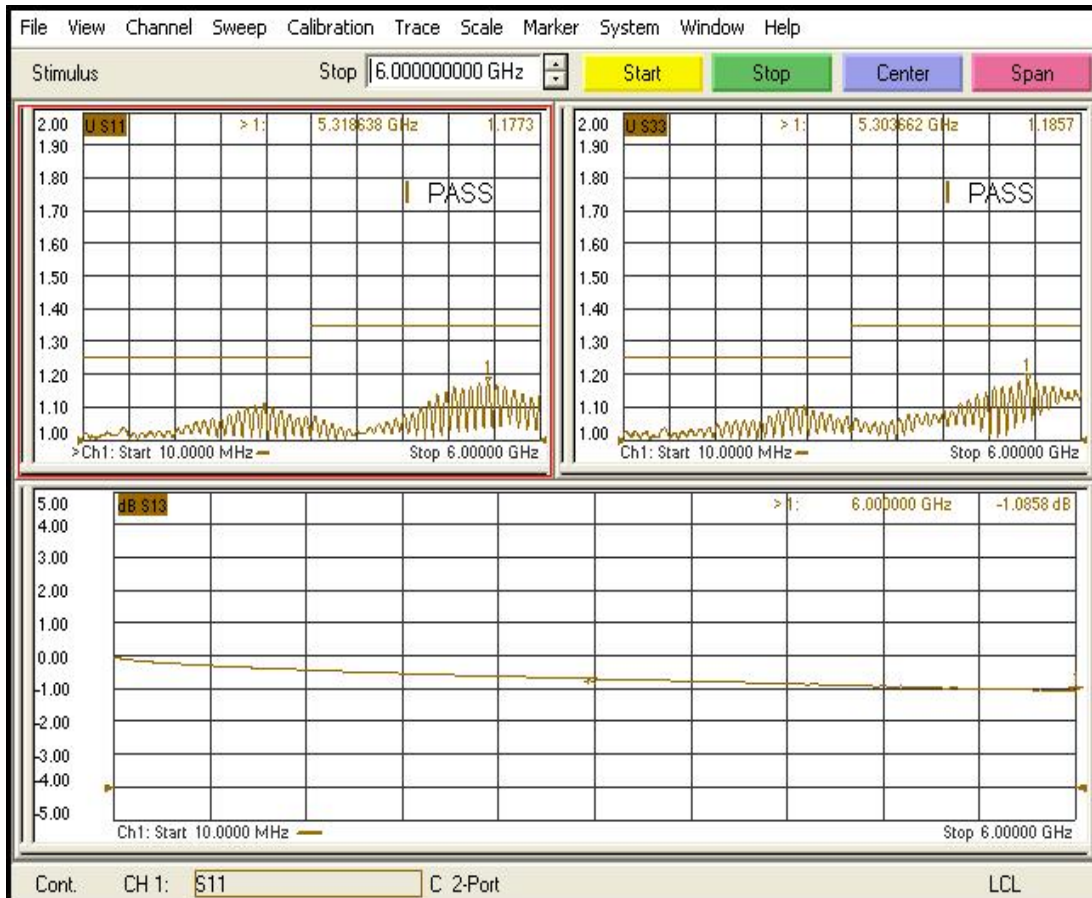 File View Channel Sweep Calibration Trace Scale Marker System Window Help
Stimulus Stop 6.000000000 GHz Start Stop Center Span
2.00 U S11 > 1: 5.318638 GHz 1.1773
1.90
1.80 PASS
1.70
1.60
1.50
1.40
1.30
1.20 1
1.10
1.00
>Ch1: Start 10.0000 MHz Stop 6.00000 GHz
2.00 U S33 > 1: 5.303662 GHz 1.1857
1.90
1.80 PASS
1.70
1.60
1.50
1.40
1.30
1.20 1
1.10
1.00
Ch1: Start 10.0000 MHz Stop 6.00000 GHz
5.00 dB S13 > 1: 6.000000 GHz -1.0858 dB
4.00
3.00
2.00
1.00
0.00
-1.00
-2.00
-3.00
-4.00
-5.00
Ch1: Start 10.0000 MHz Stop 6.00000 GHz
Cont. CH 1: S11 C 2-Port LCL